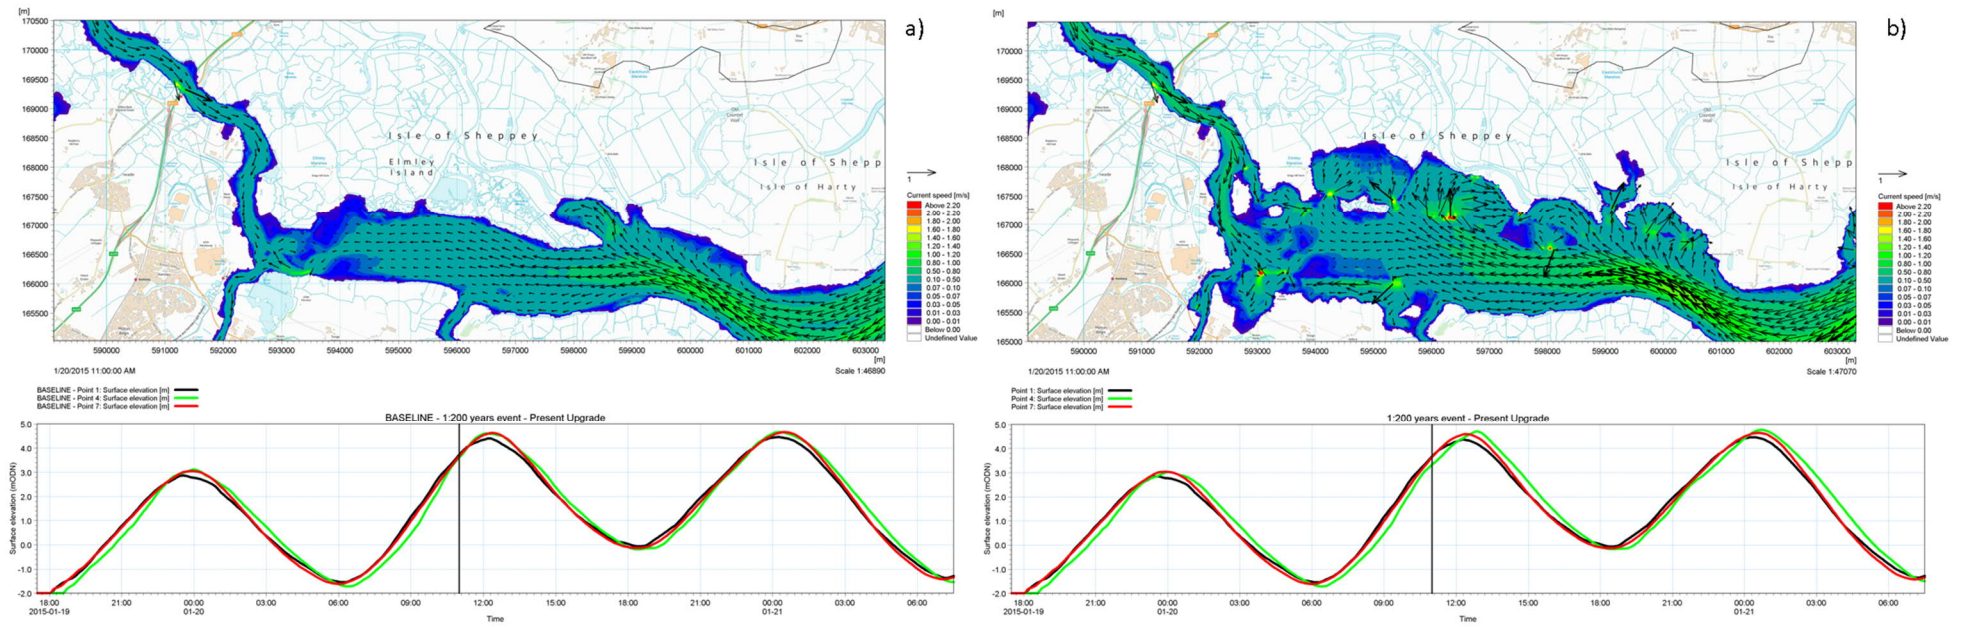 [m]
170500
170000
169500
169000
168500
168000
167500
167000
166500
166000
165500
590000 591000 592000 593000 594000 595000 596000 597000 598000 599000 600000 601000 602000 603000
[m]
Isle of Sheppey
Elmley
Island
Isle of Shepp
Isle of Harty
a)
1
Current speed [m/s]
Above 2.20
2.00 - 2.20
1.80 - 2.00
1.60 - 1.80
1.40 - 1.60
1.20 - 1.40
1.00 - 1.20
0.80 - 1.00
0.50 - 0.80
0.10 - 0.50
0.07 - 0.10
0.05 - 0.07
0.03 - 0.05
0.01 - 0.03
0.00 - 0.01
Below 0.00
Undefined Value
1/20/2015 11:00:00 AM
Scale 1:46890
BASELINE - Point 1: Surface elevation [m]
BASELINE - Point 4: Surface elevation [m]
BASELINE - Point 7: Surface elevation [m]
BASELINE - 1:200 years event - Present Upgrade
Surface elevation (mODN)
5.0
4.0
3.0
2.0
1.0
0.0
-1.0
-2.0
18:00 21:00 00:00 03:00 06:00 09:00 12:00 15:00 18:00 21:00 00:00 03:00 06:00
2015-01-19 01-20 01-21
Time
[m]
170000
169500
169000
168500
168000
167500
167000
166500
166000
165500
165000
590000 591000 592000 593000 594000 595000 596000 597000 598000 599000 600000 601000 602000 603000
[m]
Isle of Sheppey
Isle of Shepp
Isle of Harty
b)
1
Current speed [m/s]
Above 2.20
2.00 - 2.20
1.80 - 2.00
1.60 - 1.80
1.40 - 1.60
1.20 - 1.40
1.00 - 1.20
0.80 - 1.00
0.50 - 0.80
0.10 - 0.50
0.07 - 0.10
0.05 - 0.07
0.03 - 0.05
0.01 - 0.03
0.00 - 0.01
Below 0.00
Undefined Value
1/20/2015 11:00:00 AM
Scale 1:47070
Point 1: Surface elevation [m]
Point 4: Surface elevation [m]
Point 7: Surface elevation [m]
1:200 years event - Present Upgrade
Surface elevation (mODN)
5.0
4.0
3.0
2.0
1.0
0.0
-1.0
-2.0
18:00 21:00 00:00 03:00 06:00 09:00 12:00 15:00 18:00 21:00 00:00 03:00 06:00
2015-01-19 01-20 01-21
Time